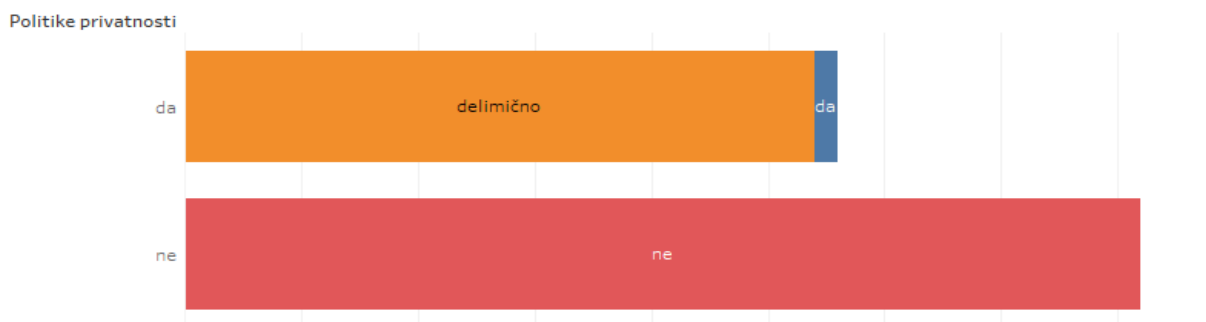 Politike privatnosti
da
delimično
da
ne
ne